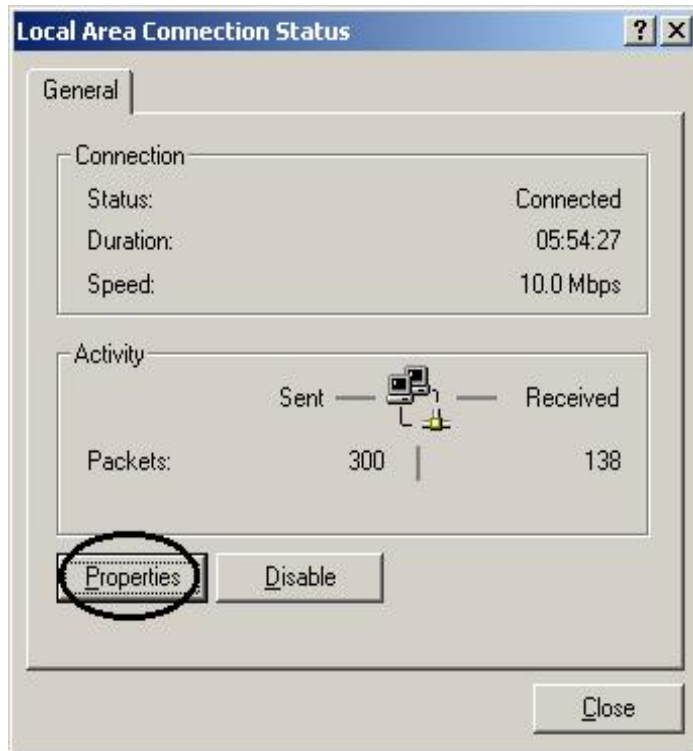 Local Area Connection Status
General
Connection
Status: Connected
Duration: 05:54:27
Speed: 10.0 Mbps
Activity
Sent Received
Packets: 300 138
Properties Disable
Close